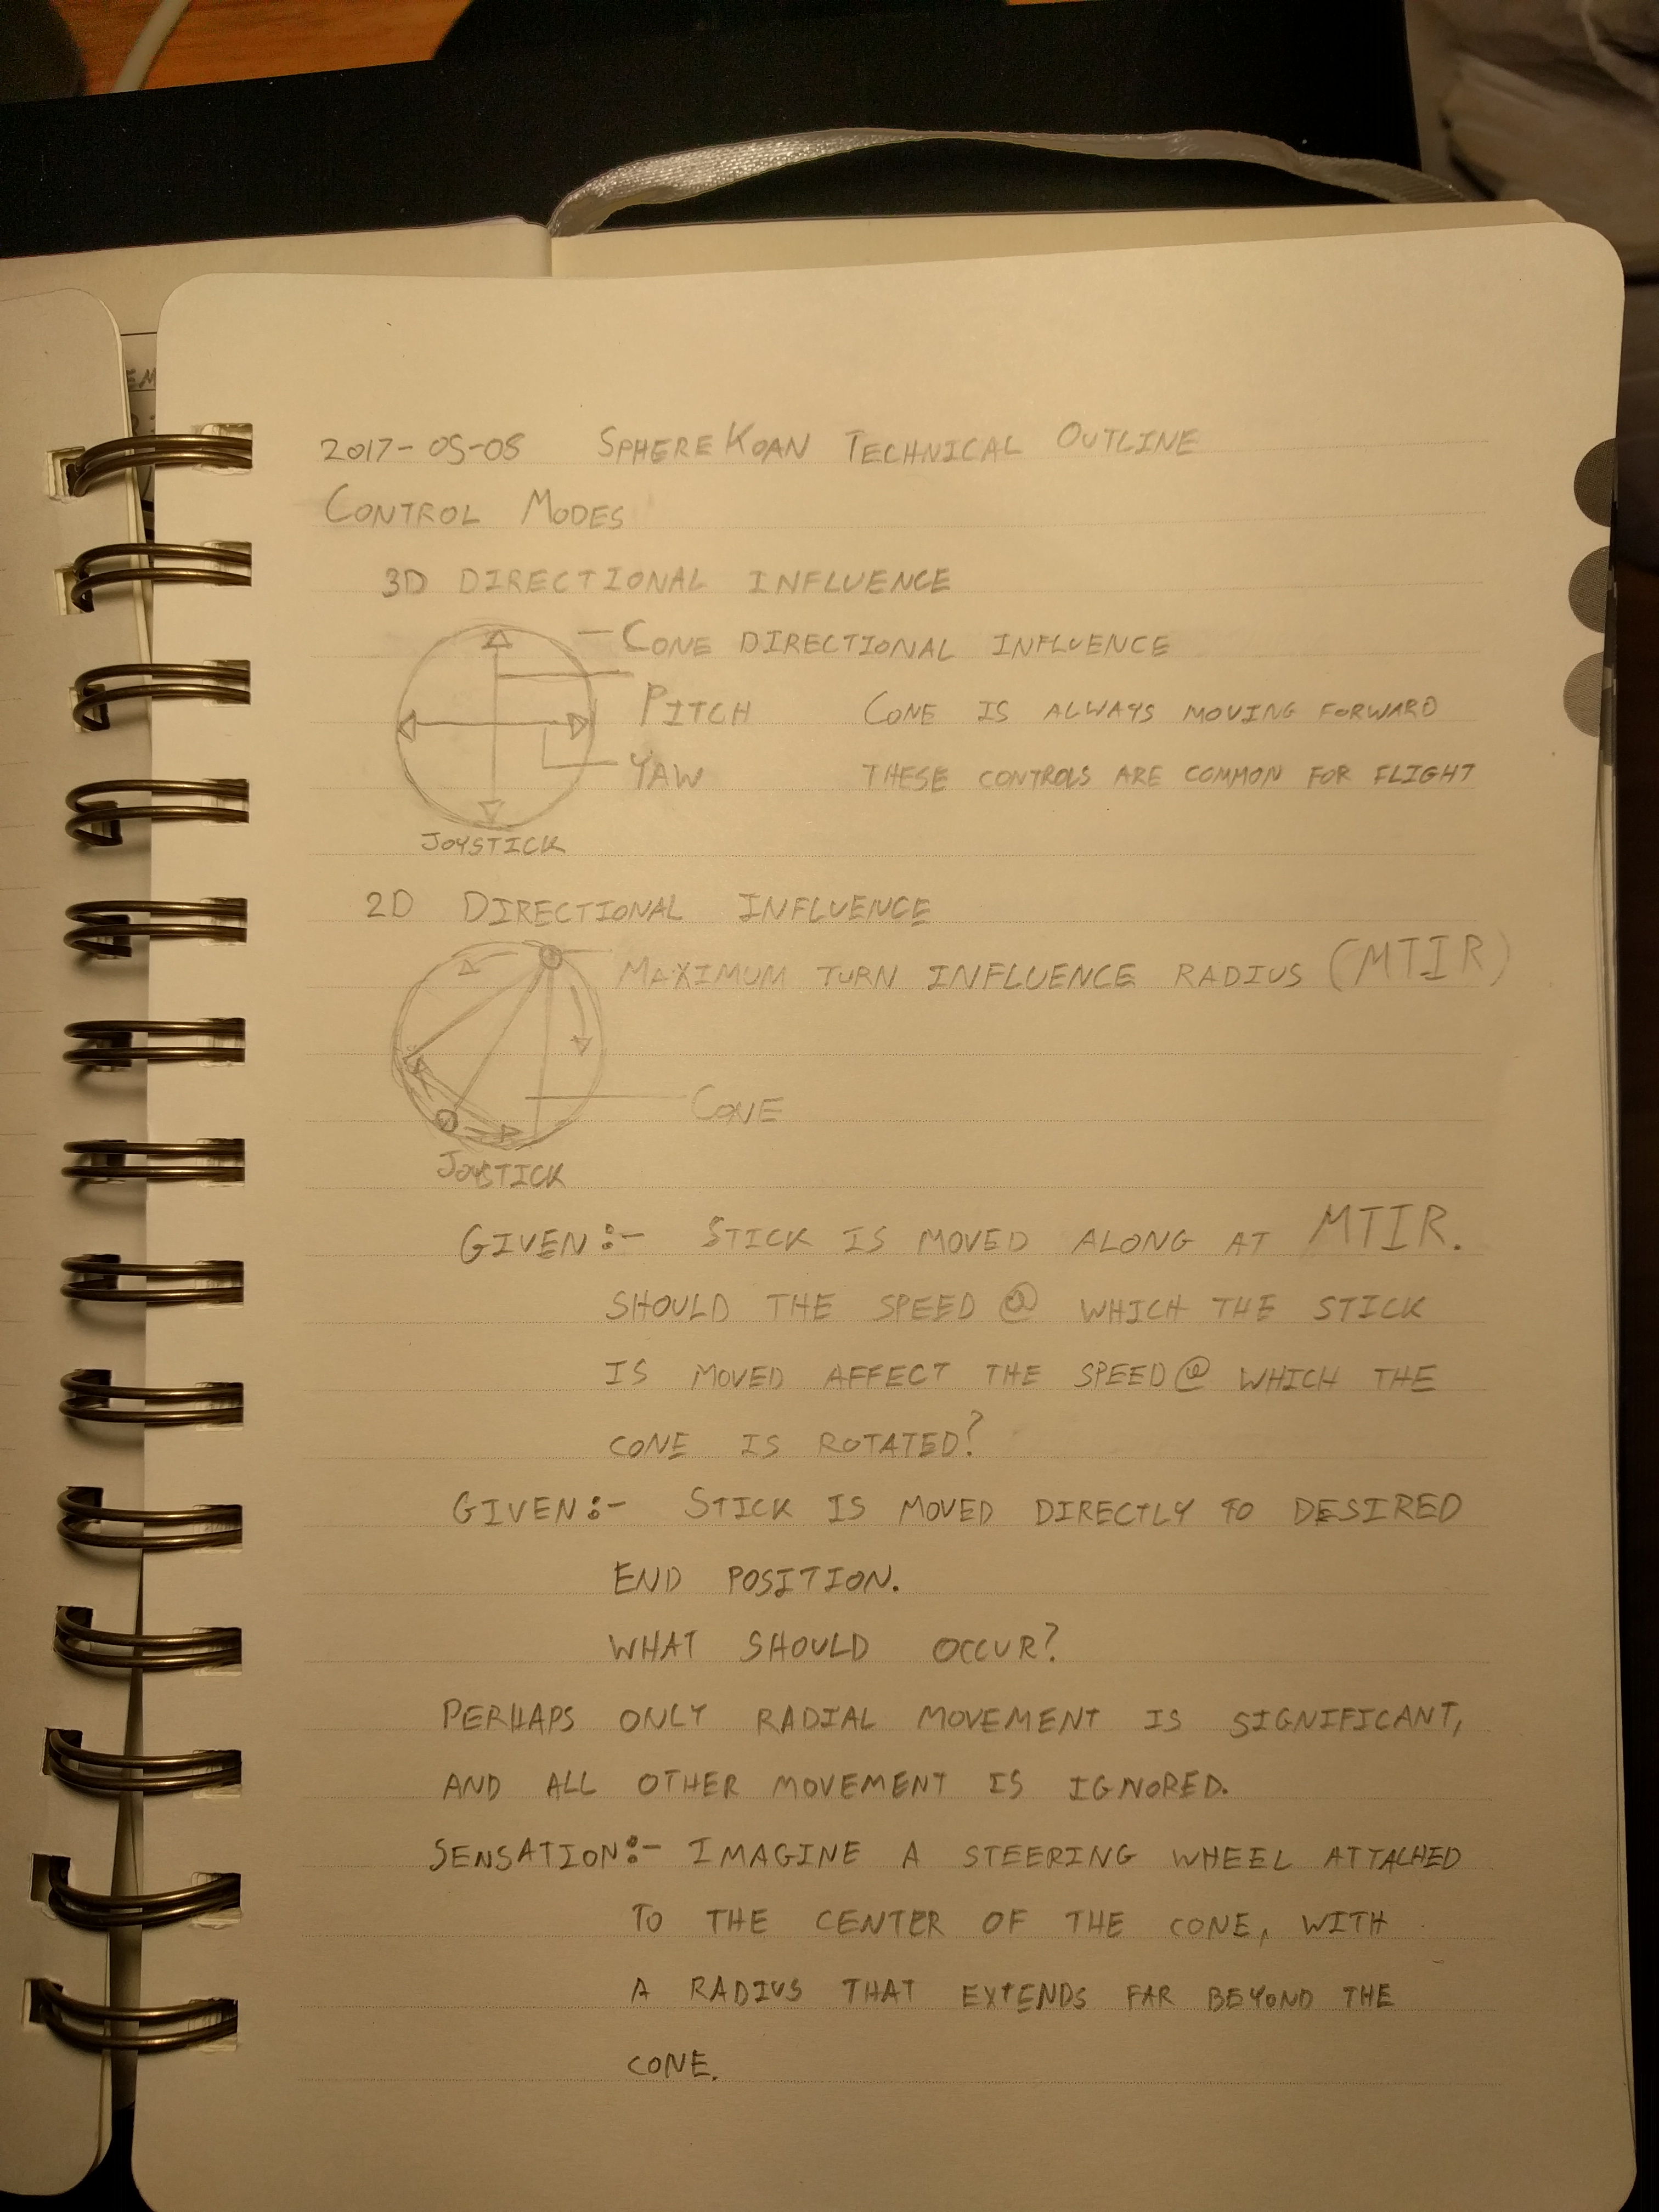 2017-05-08 SPHEREKOAN TECHNICAL OUTLINE
CONTROL MODES
3D DIRECTIONAL INFLUENCE
CONE DIRECTIONAL INFLUENCE
PITCH CONE IS ALWAYS MOVING FORWARD
YAW THESE CONTROLS ARE COMMON FOR FLIGHT
JOYSTICK
2D DIRECTIONAL INFLUENCE
MAXIMUM TURN INFLUENCE RADIUS (MTIR)
CONE
JOYSTICK
GIVEN:- STICK IS MOVED ALONG AT MTIR.
SHOULD THE SPEED @ WHICH THE STICK
IS MOVED AFFECT THE SPEED @ WHICH THE
CONE IS ROTATED?
GIVEN:- STICK IS MOVED DIRECTLY TO DESIRED
END POSITION.
WHAT SHOULD OCCUR?
PERHAPS ONLY RADIAL MOVEMENT IS SIGNIFICANT,
AND ALL OTHER MOVEMENT IS IGNORED.
SENSATION:- IMAGINE A STEERING WHEEL ATTACHED
TO THE CENTER OF THE CONE, WITH
A RADIUS THAT EXTENDS FAR BEYOND THE
CONE.